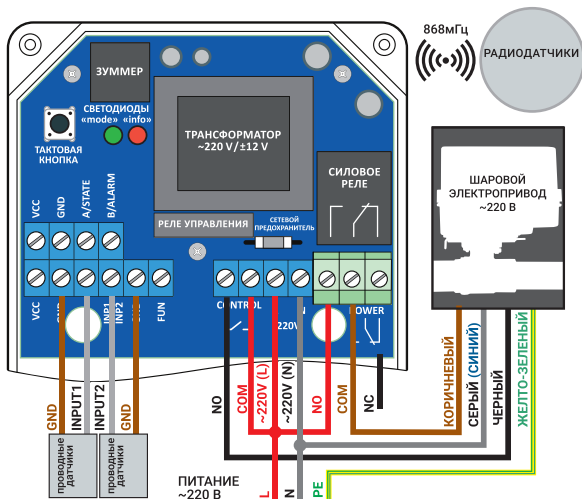 868мГц
РАДИОДАТЧИКИ
ЗУММЕР
СВЕТОДИОДЫ
«mode» «info»
ТАКТОВАЯ
КНОПКА
ТРАНСФОРМАТОР
~220 V/±12 V
СИЛОВОЕ
РЕЛЕ
ШАРОВОЙ
ЭЛЕКТРОПРИВОД
~220 В
VCC
GND
A/STATE
B/ALARM
РЕЛЕ УПРАВЛЕНИЯ
СЕТЕВОЙ
ПРЕДОХРАНИТЕЛЬ
VCC
GND
INP1
INP2
GND
FUN
CONTROL
220V
N
POWER
GND
INPUT1
INPUT2
GND
NO
COM
~220V (L)
~220V (N)
NO
COM
NC
КОРИЧНЕВЫЙ
СЕРЫЙ (СИНИЙ)
ЧЕРНЫЙ
ЖЕЛТО-ЗЕЛЕНЫЙ
проводные
датчики
проводные
датчики
ПИТАНИЕ
~220 В
L
N
PE